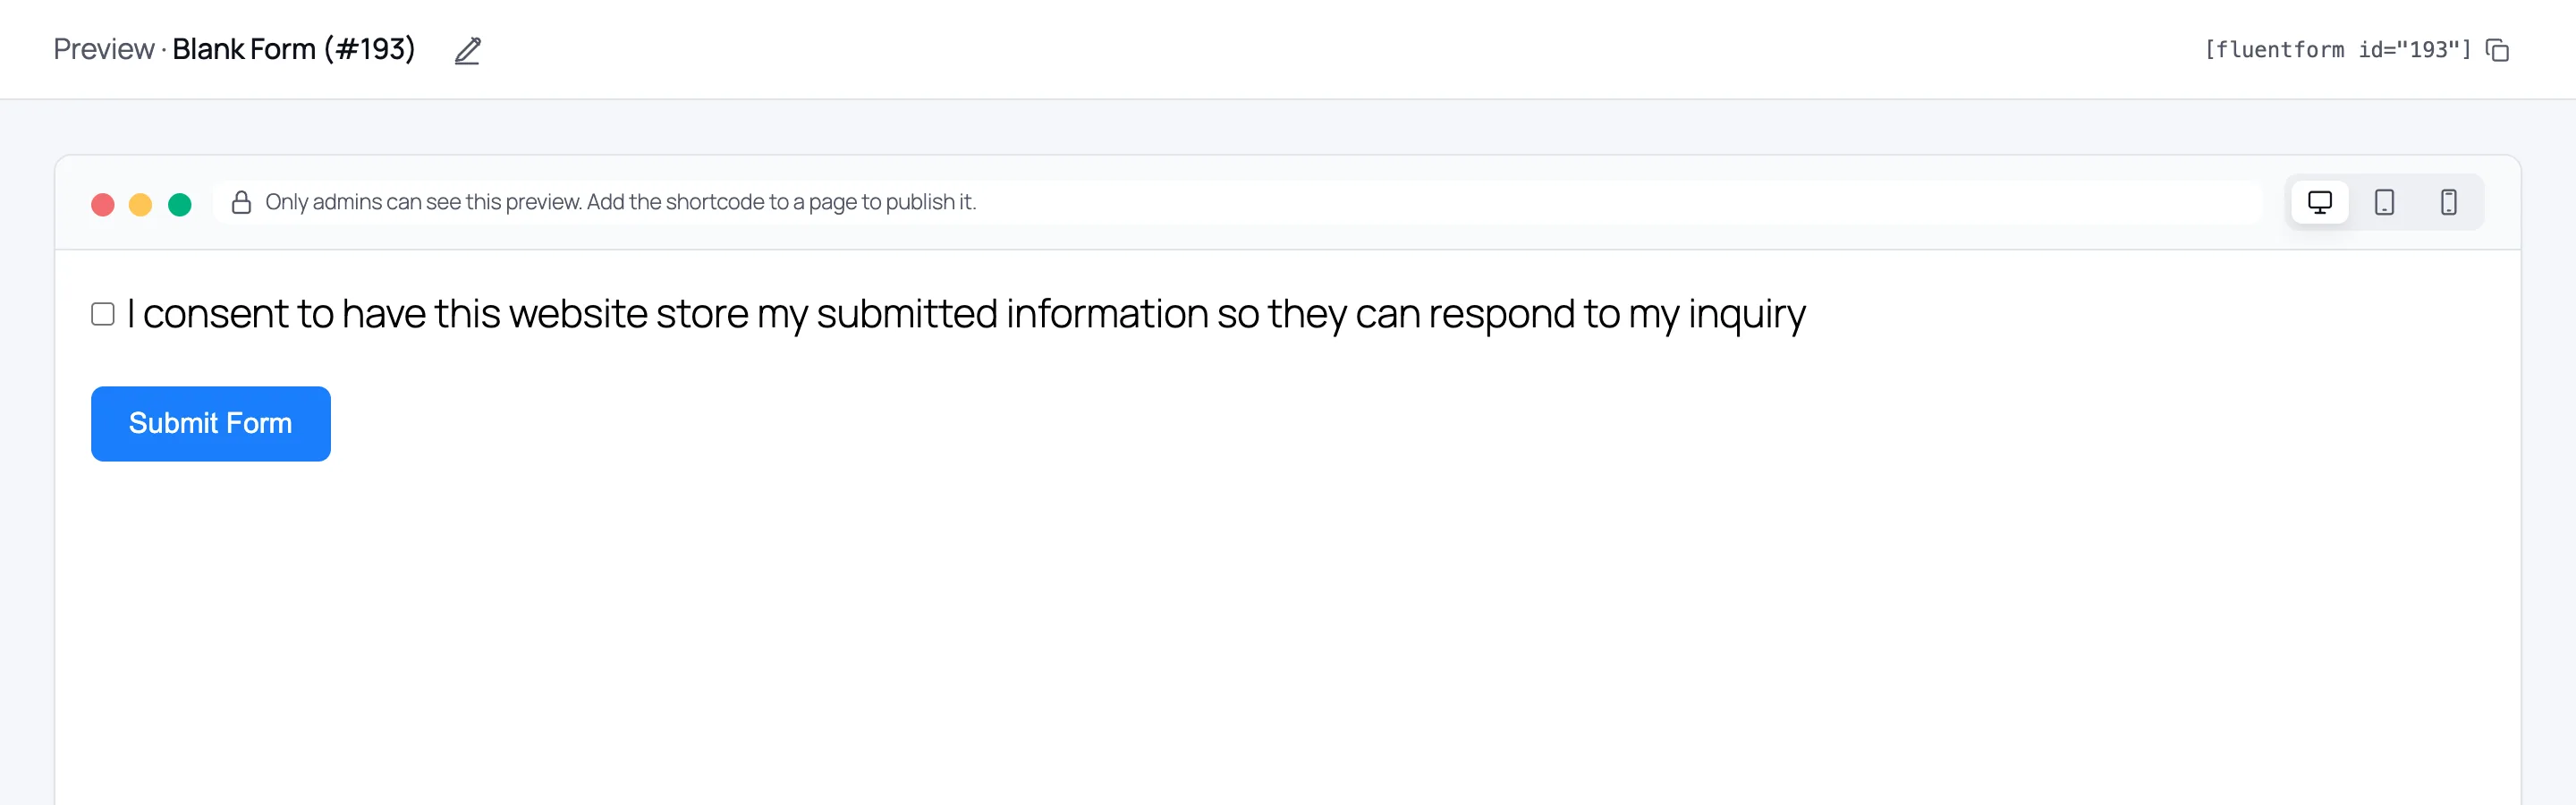 Preview · Blank Form (#193)
[fluentform id="193"]
Only admins can see this preview. Add the shortcode to a page to publish it.
I consent to have this website store my submitted information so they can respond to my inquiry
Submit Form